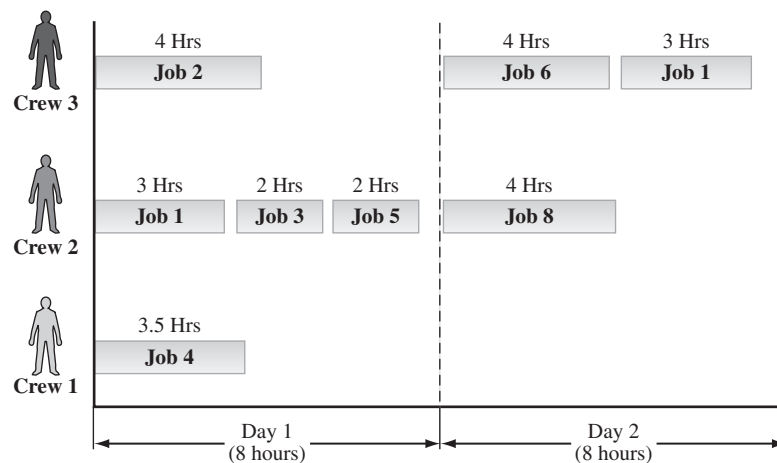 4 Hrs
Job 2
4 Hrs
Job 6
3 Hrs
Job 1
Crew 3
3 Hrs
Job 1
2 Hrs
Job 3
2 Hrs
Job 5
4 Hrs
Job 8
Crew 2
3.5 Hrs
Job 4
Crew 1
Day 1
(8 hours)
Day 2
(8 hours)